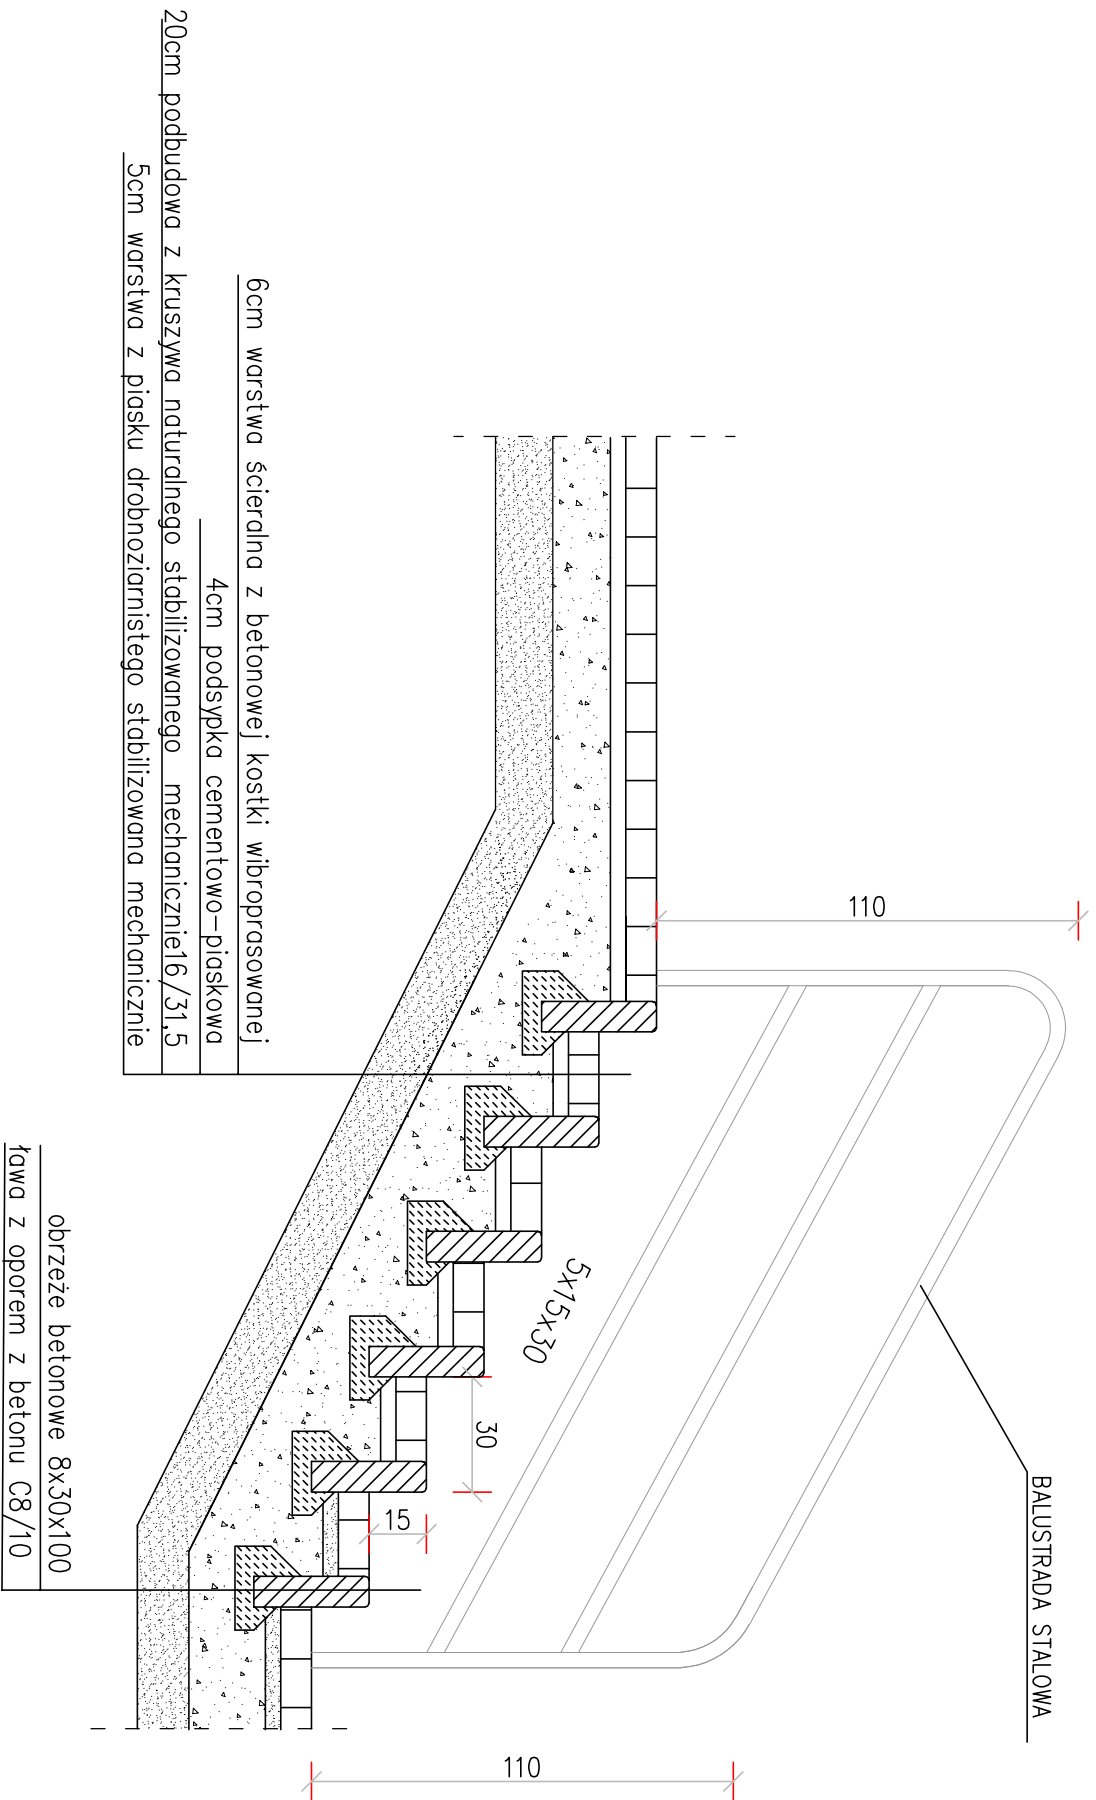 110
BALUSTRADA STALOWA
5x15x30
30
15
110
6cm warstwa ścieralna z betonowej kostki wibroprasowanej
4cm podsypka cementowo-piaskowa
20cm podbudowa z kruszywa naturalnego stabilizowanego mechanicznie16/31,5
5cm warstwa z piasku drobnoziarnistego stabilizowana mechanicznie
obrzeże betonowe 8x30x100
ława z oporem z betonu C8/10